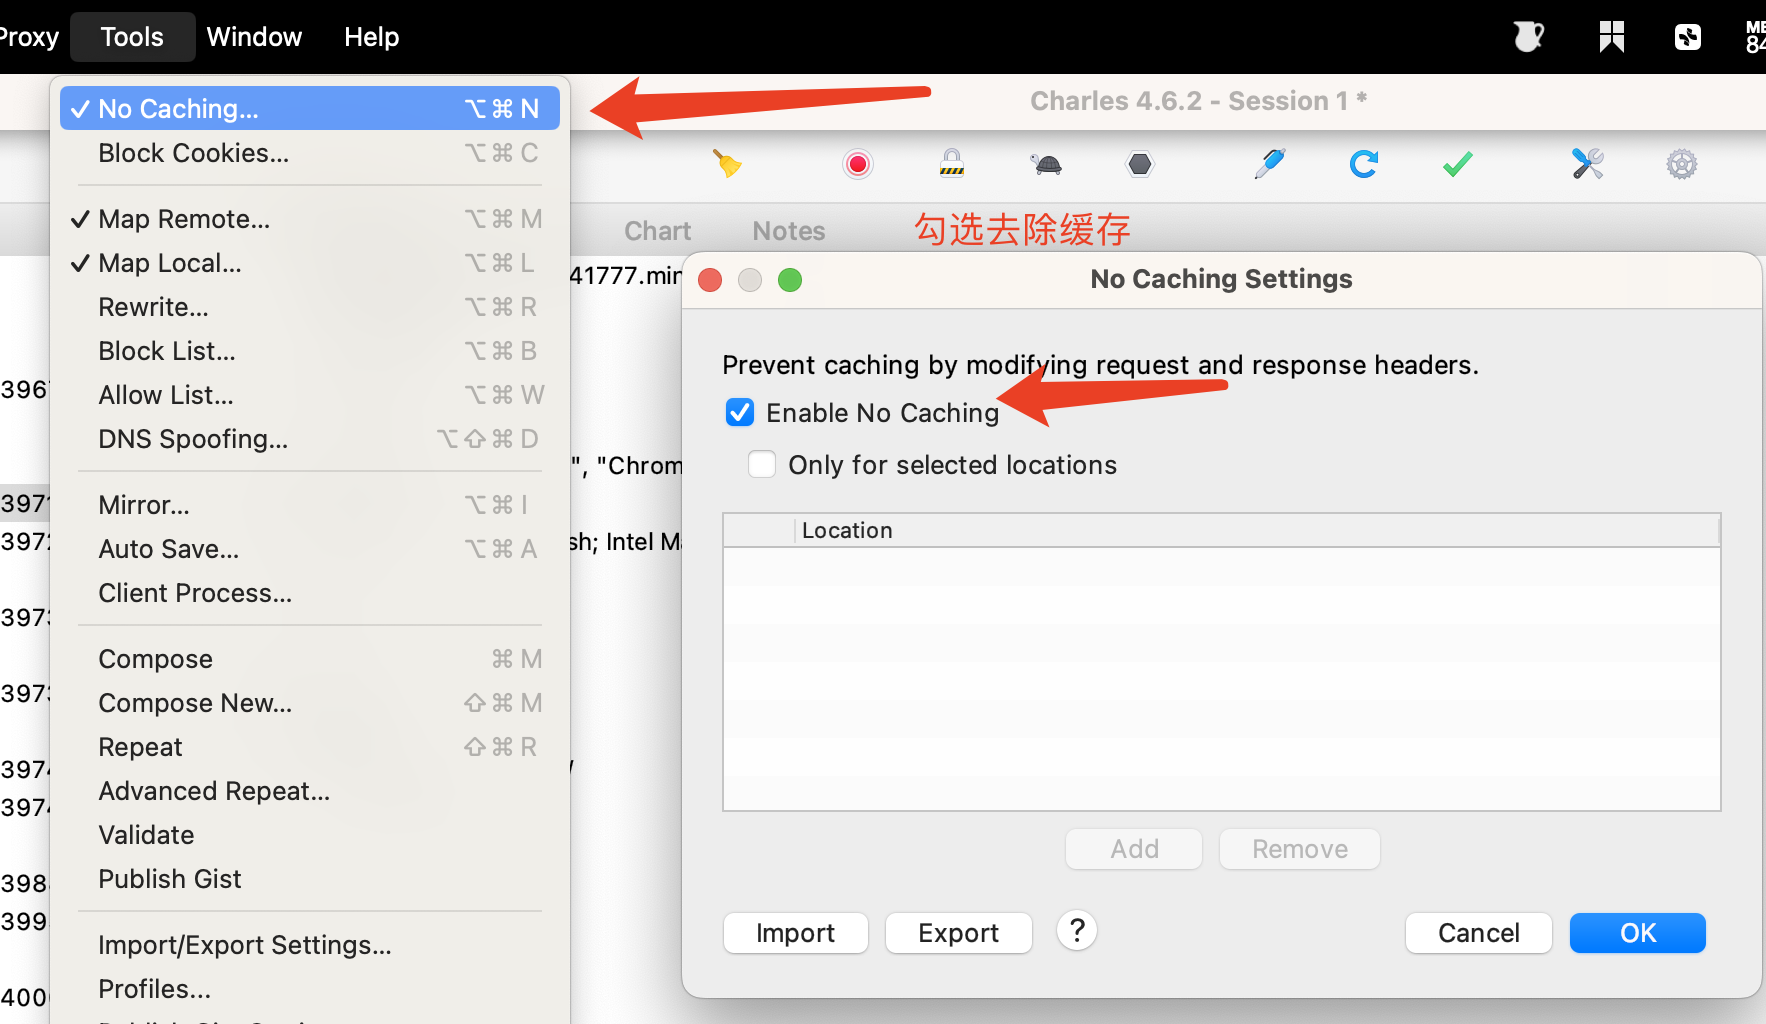 Proxy Tools Window Help
ME
84
Charles 4.6.2 - Session 1 *
✓ No Caching... ⌥⌘N
Block Cookies... ⌥⌘C
✓ Map Remote... ⌥⌘M
✓ Map Local... ⌥⌘L
Rewrite... ⌥⌘R
Block List... ⌥⌘B
Allow List... ⌥⌘W
DNS Spoofing... ⌥⇧⌘D
Mirror... ⌥⌘I
Auto Save... ⌥⌘A
Client Process...
Compose ⌘M
Compose New... ⇧⌘M
Repeat ⇧⌘R
Advanced Repeat...
Validate
Publish Gist
Import/Export Settings...
Profiles...
Chart Notes
勾选去除缓存
41777.min
", "Chrom
sh; Intel Ma
396
397
3972
397
397
397
397
398
399
400
No Caching Settings
Prevent caching by modifying request and response headers.
Enable No Caching
Only for selected locations
Location
Add Remove
Import Export ? Cancel OK